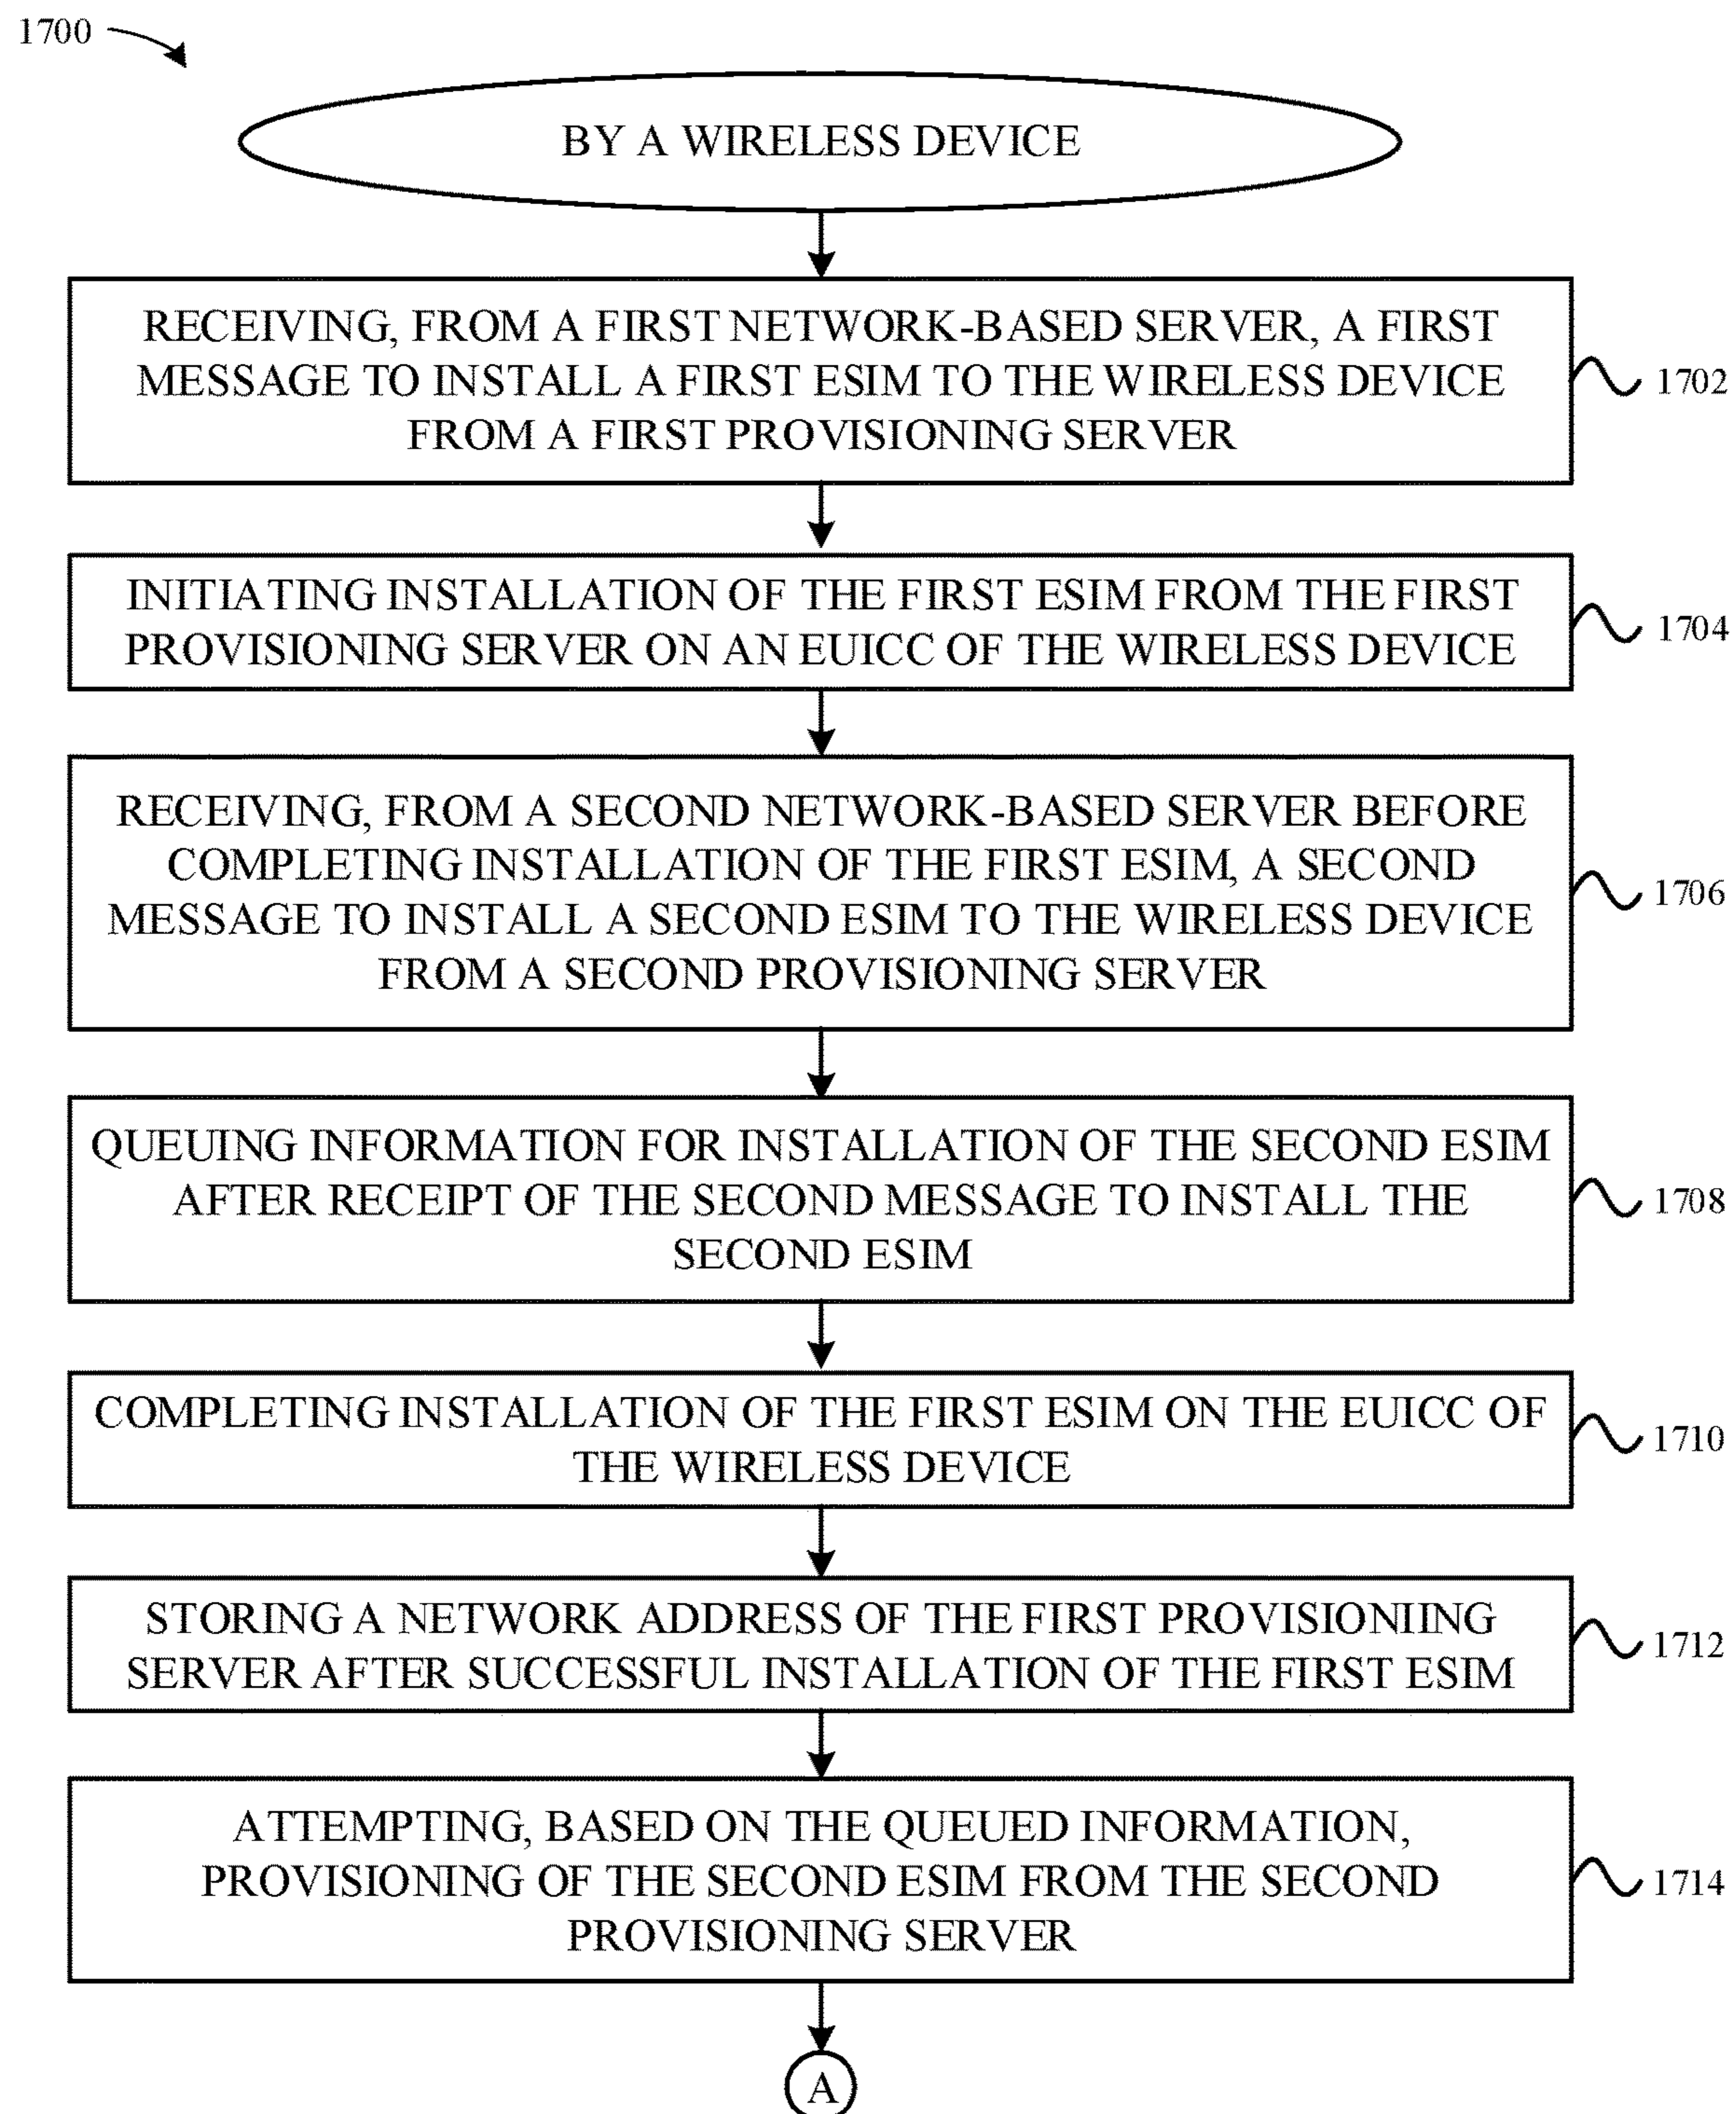 1700
BY A WIRELESS DEVICE
RECEIVING, FROM A FIRST NETWORK-BASED SERVER, A FIRST
MESSAGE TO INSTALL A FIRST ESIM TO THE WIRELESS DEVICE
FROM A FIRST PROVISIONING SERVER
1702
INITIATING INSTALLATION OF THE FIRST ESIM FROM THE FIRST
PROVISIONING SERVER ON AN EUICC OF THE WIRELESS DEVICE
1704
RECEIVING, FROM A SECOND NETWORK-BASED SERVER BEFORE
COMPLETING INSTALLATION OF THE FIRST ESIM, A SECOND
MESSAGE TO INSTALL A SECOND ESIM TO THE WIRELESS DEVICE
FROM A SECOND PROVISIONING SERVER
1706
QUEUING INFORMATION FOR INSTALLATION OF THE SECOND ESIM
AFTER RECEIPT OF THE SECOND MESSAGE TO INSTALL THE
SECOND ESIM
1708
COMPLETING INSTALLATION OF THE FIRST ESIM ON THE EUICC OF
THE WIRELESS DEVICE
1710
STORING A NETWORK ADDRESS OF THE FIRST PROVISIONIING
SERVER AFTER SUCCESSFUL INSTALLATION OF THE FIRST ESIM
1712
ATTEMPTING, BASED ON THE QUEUED INFORMATION,
PROVISIONING OF THE SECOND ESIM FROM THE SECOND
PROVISIONING SERVER
1714
A